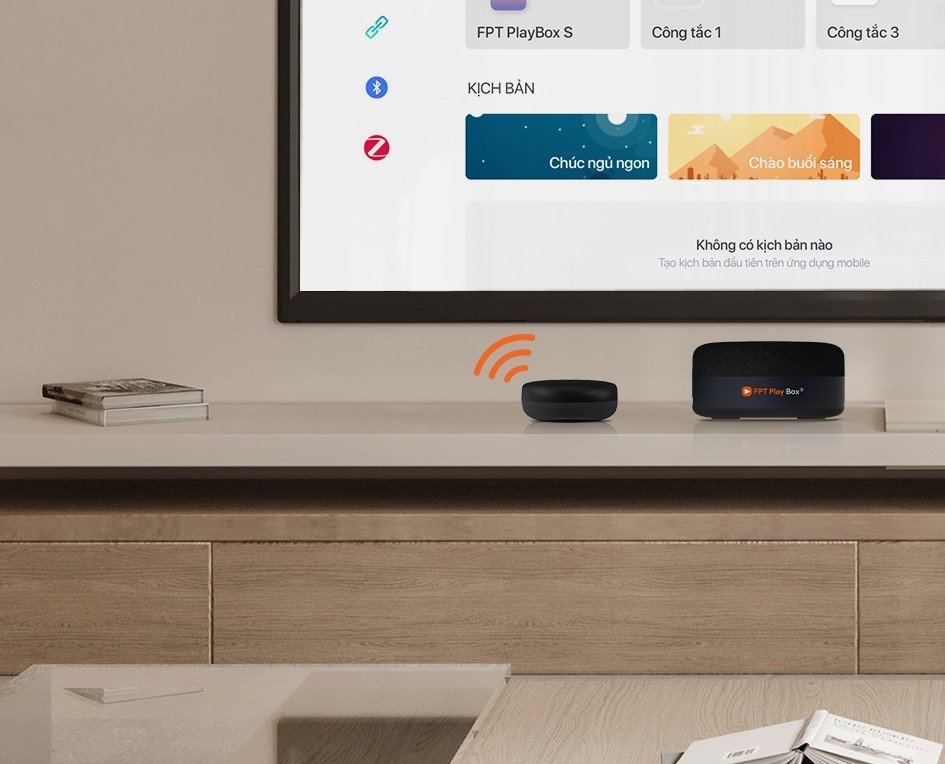 FPT PlayBox S
Công tắc 1
Công tắc 3
KỊCH BẢN
Chúc ngủ ngon
Chào buổi sáng
Không có kịch bản nào
Tạo kịch bản đầu tiên trên ứng dụng mobile
FPT Play Box S